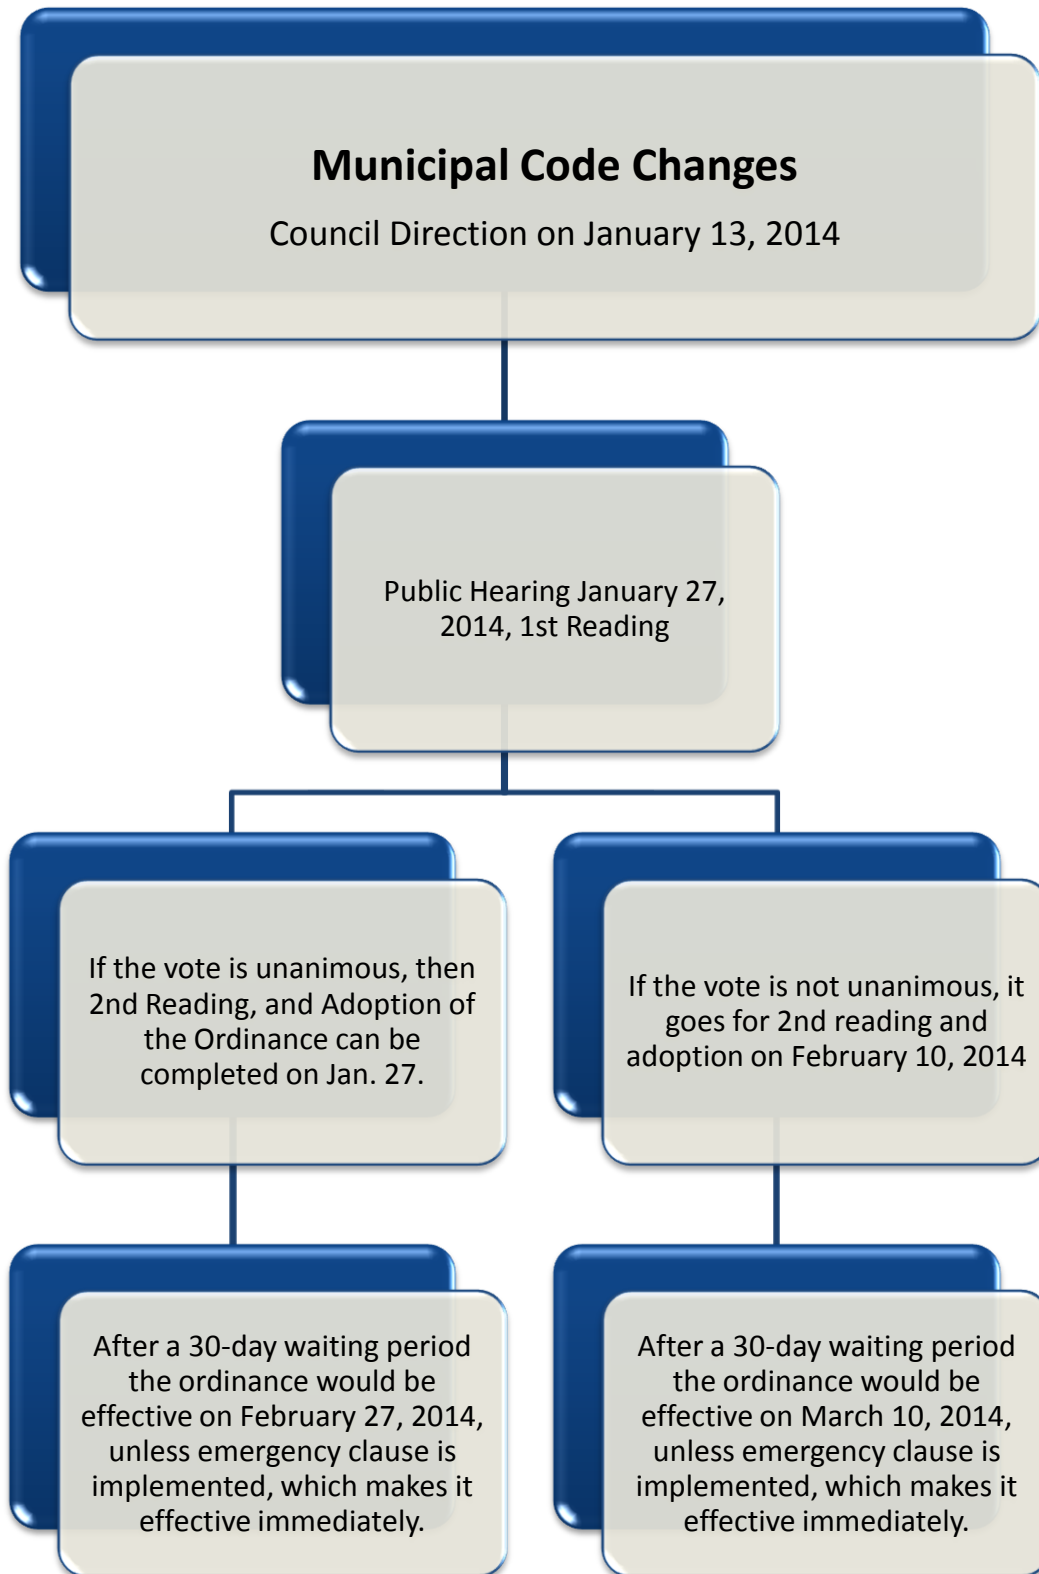 Municipal Code Changes
Council Direction on January 13, 2014
Public Hearing January 27,
2014, 1st Reading
If the vote is unanimous, then
2nd Reading, and Adoption of
the Ordinance can be
completed on Jan. 27.
If the vote is not unanimous, it
goes for 2nd reading and
adoption on February 10, 2014
After a 30-day waiting period
the ordinance would be
effective on February 27, 2014,
unless emergency clause is
implemented, which makes it
effective immediately.
After a 30-day waiting period
the ordinance would be
effective on March 10, 2014,
unless emergency clause is
implemented, which makes it
effective immediately.